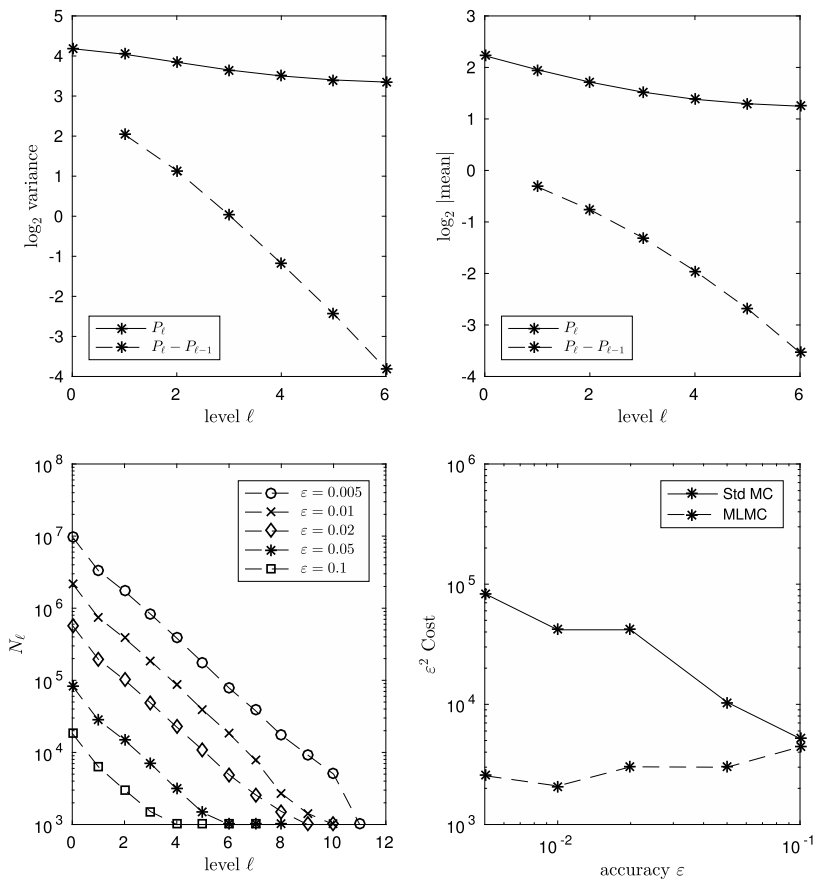 5
4
3
2
1
0
-1
-2
-3
-4
log₂ variance
P_ℓ
P_ℓ − P_{ℓ−1}
0 2 4 6
level ℓ
3
2
1
0
-1
-2
-3
-4
log₂ |mean|
P_ℓ
P_ℓ − P_{ℓ−1}
0 2 4 6
level ℓ
10⁸
10⁷
10⁶
10⁵
10⁴
10³
N_ℓ
ε = 0.005
ε = 0.01
ε = 0.02
ε = 0.05
ε = 0.1
0 2 4 6 8 10 12
level ℓ
10⁶
10⁵
10⁴
10³
ε² Cost
Std MC
MLMC
10⁻² 10⁻¹
accuracy ε